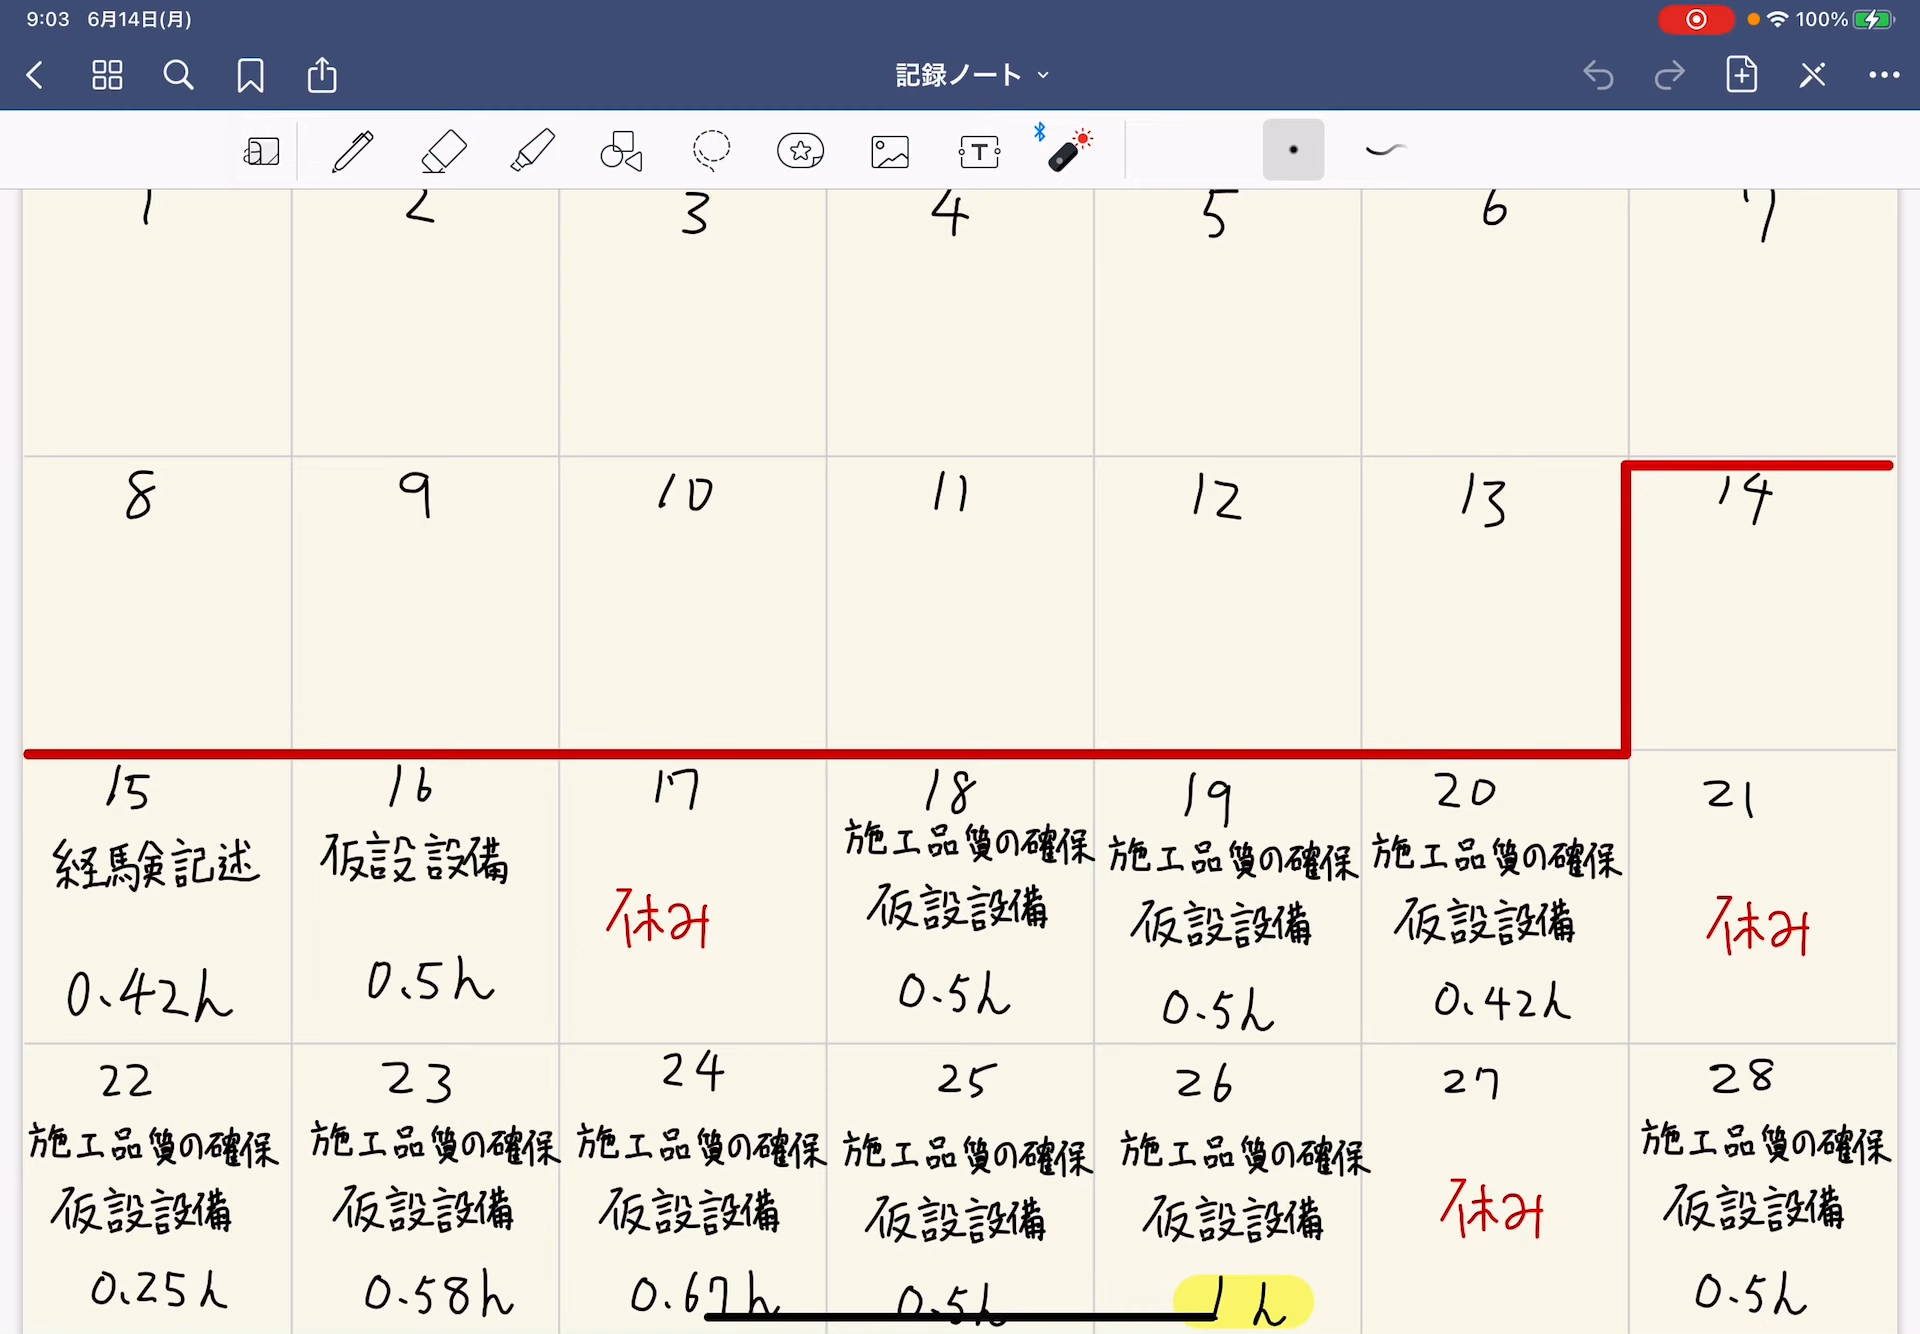 9:03 6月14日(月)
100%
記録ノート
T
1 2 3 4 5 6 7
8 9 10 11 12 13 14
15 16 17 18 19 20 21
経験記述 仮設設備 休み 施工品質の確保 施工品質の確保 施工品質の確保 休み
仮設設備 仮設設備 仮設設備
0.42h 0.5h 0.5h 0.5h 0.42h
22 23 24 25 26 27 28
施工品質の確保 施工品質の確保 施工品質の確保 施工品質の確保 施工品質の確保 休み 施工品質の確保
仮設設備 仮設設備 仮設設備 仮設設備 仮設設備 仮設設備
0.25h 0.58h 0.67h 0.5h 1h 0.5h